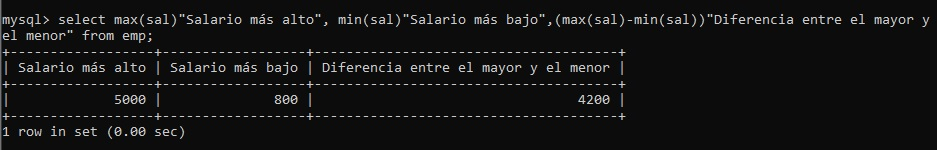 mysql> select max(sal)"Salario más alto", min(sal)"Salario más bajo",(max(sal)-min(sal))"Diferencia entre el mayor y
el menor" from emp;
+------------------+------------------+--------------------------------------+
| Salario más alto | Salario más bajo | Diferencia entre el mayor y el menor |
+------------------+------------------+--------------------------------------+
|             5000 |              800 |                                 4200 |
+------------------+------------------+--------------------------------------+
1 row in set (0.00 sec)